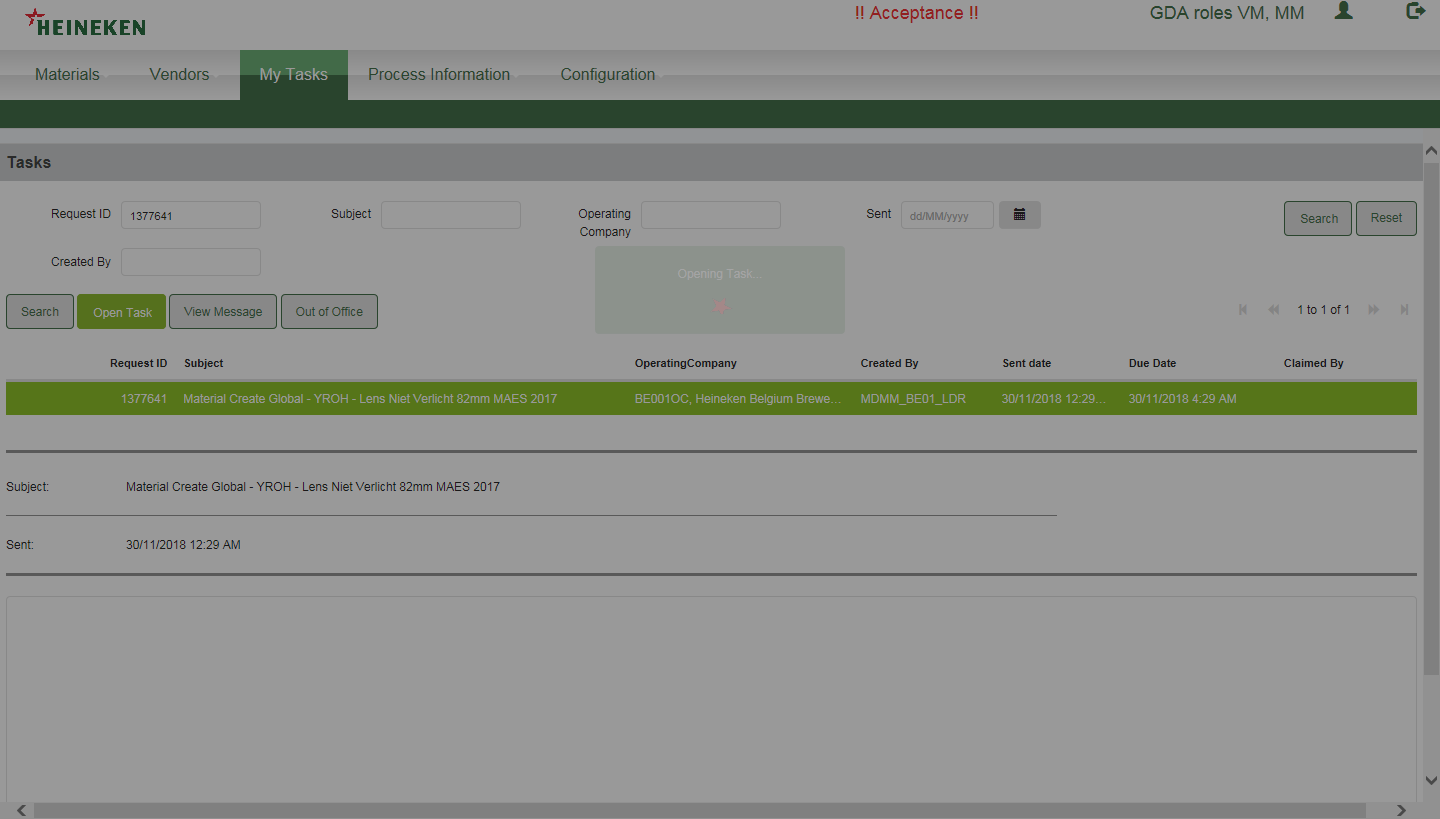 HEINEKEN
!! Acceptance !!
GDA roles VM, MM
Materials
Vendors
My Tasks
Process Information
Configuration
Tasks
Request ID
1377641
Subject
Operating
Company
Sent
dd/MM/yyyy
Search
Reset
Created By
Opening Task...
Search
Open Task
View Message
Out of Office
1 to 1 of 1
Request ID Subject OperatingCompany Created By Sent date Due Date Claimed By
1377641 Material Create Global - YROH - Lens Niet Verlicht 82mm MAES 2017 BE001OC, Heineken Belgium Brewe... MDMM_BE01_LDR 30/11/2018 12:29... 30/11/2018 4:29 AM
Subject: Material Create Global - YROH - Lens Niet Verlicht 82mm MAES 2017
Sent: 30/11/2018 12:29 AM